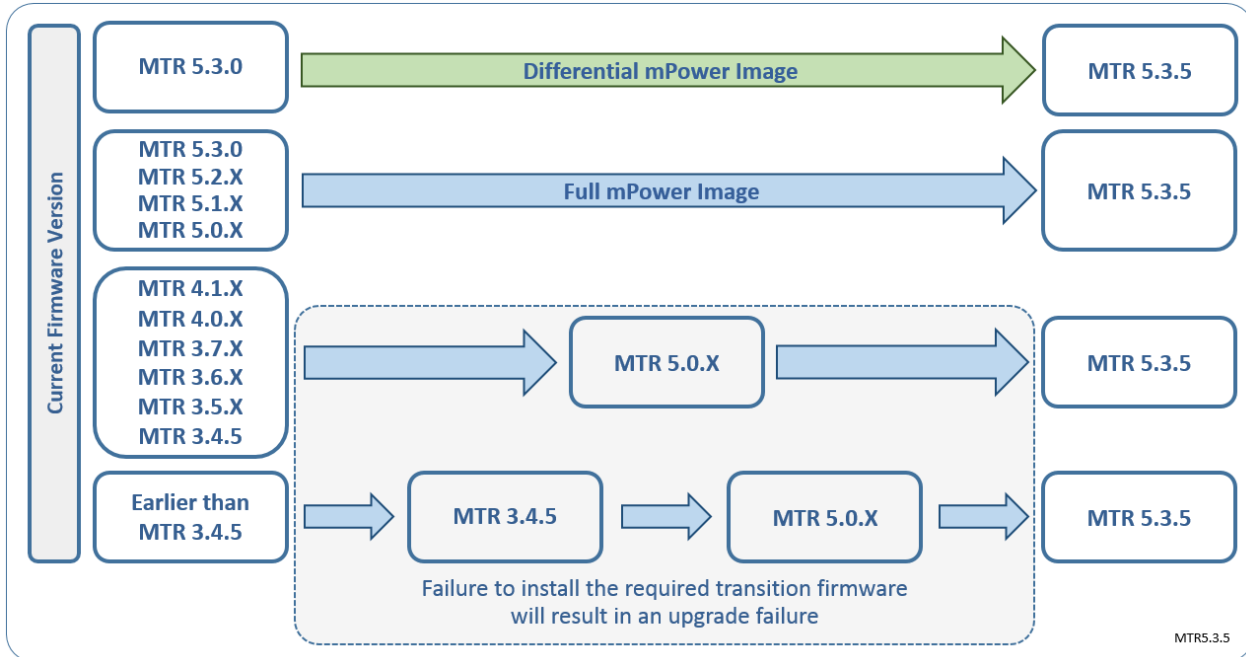 Current Firmware Version
MTR 5.3.0
Differential mPower Image
MTR 5.3.5
MTR 5.3.0
MTR 5.2.X
MTR 5.1.X
MTR 5.0.X
Full mPower Image
MTR 5.3.5
MTR 4.1.X
MTR 4.0.X
MTR 3.7.X
MTR 3.6.X
MTR 3.5.X
MTR 3.4.5
MTR 5.0.X
MTR 5.3.5
Earlier than
MTR 3.4.5
MTR 3.4.5
MTR 5.0.X
MTR 5.3.5
Failure to install the required transition firmware
will result in an upgrade failure
MTR5.3.5